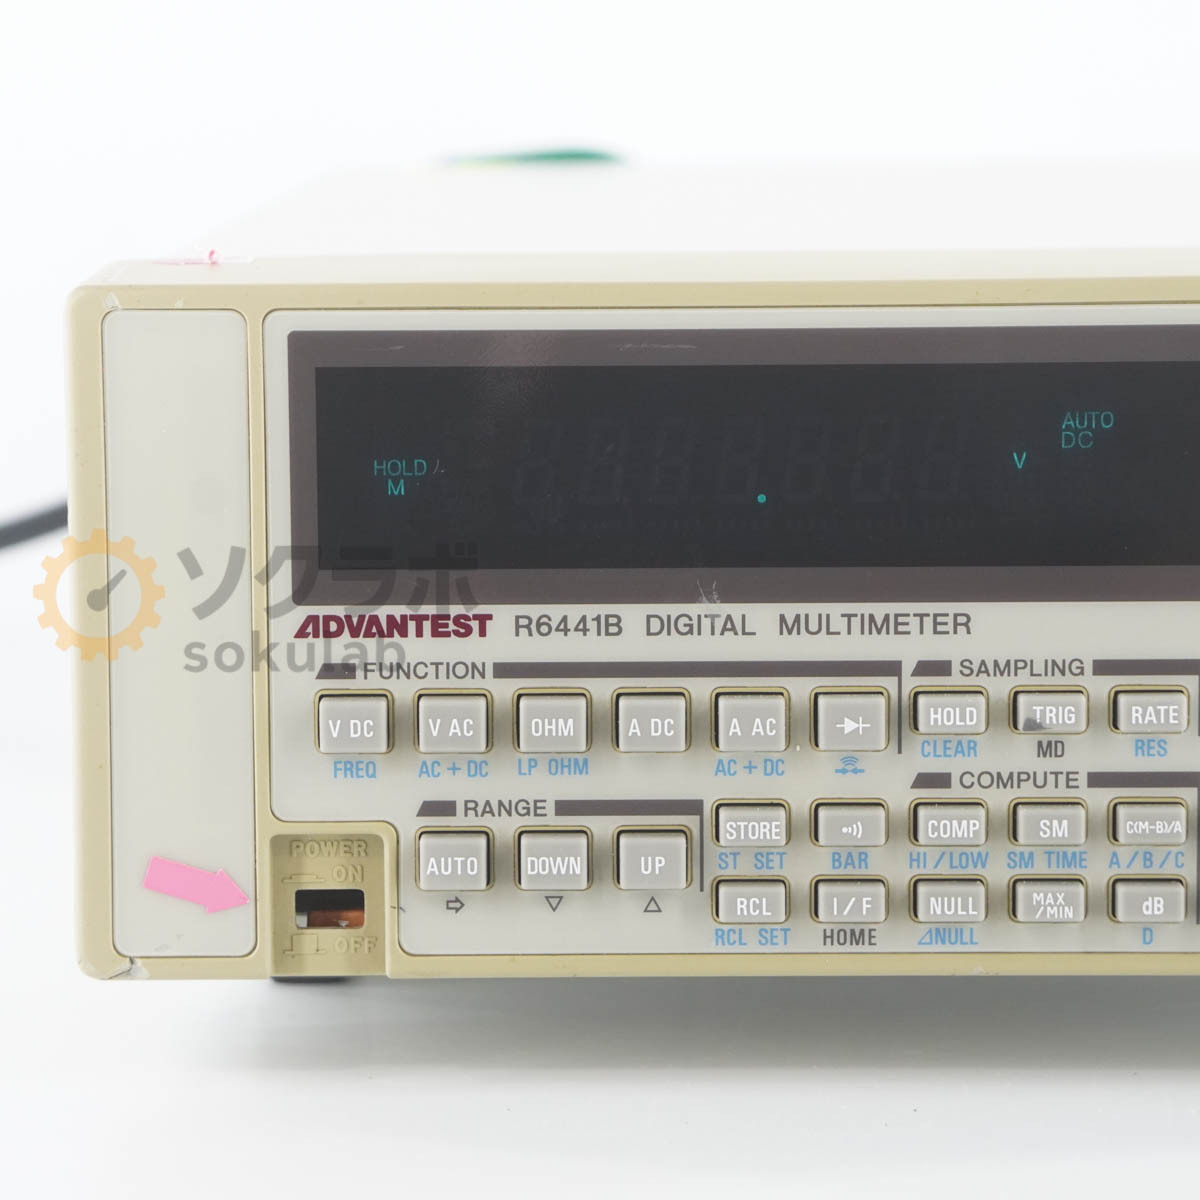 AUTO
DC
HOLD
M
V
ソクラボ
sokulab
ADVANTEST R6441B DIGITAL MULTIMETER
FUNCTION
SAMPLING
V DC
V AC
OHM
A DC
A AC
HOLD
TRIG
RATE
FREQ
AC + DC
LP OHM
AC + DC
CLEAR
MD
RES
RANGE
COMPUTE
AUTO
DOWN
UP
STORE
COMP
SM
C(M-B)/A
ST SET
BAR
HI/LOW
SM TIME
A/B/C
RCL
I/F
NULL
MAX
/MIN
dB
RCL SET
HOME
⊿NULL
D
POWER
ON
OFF